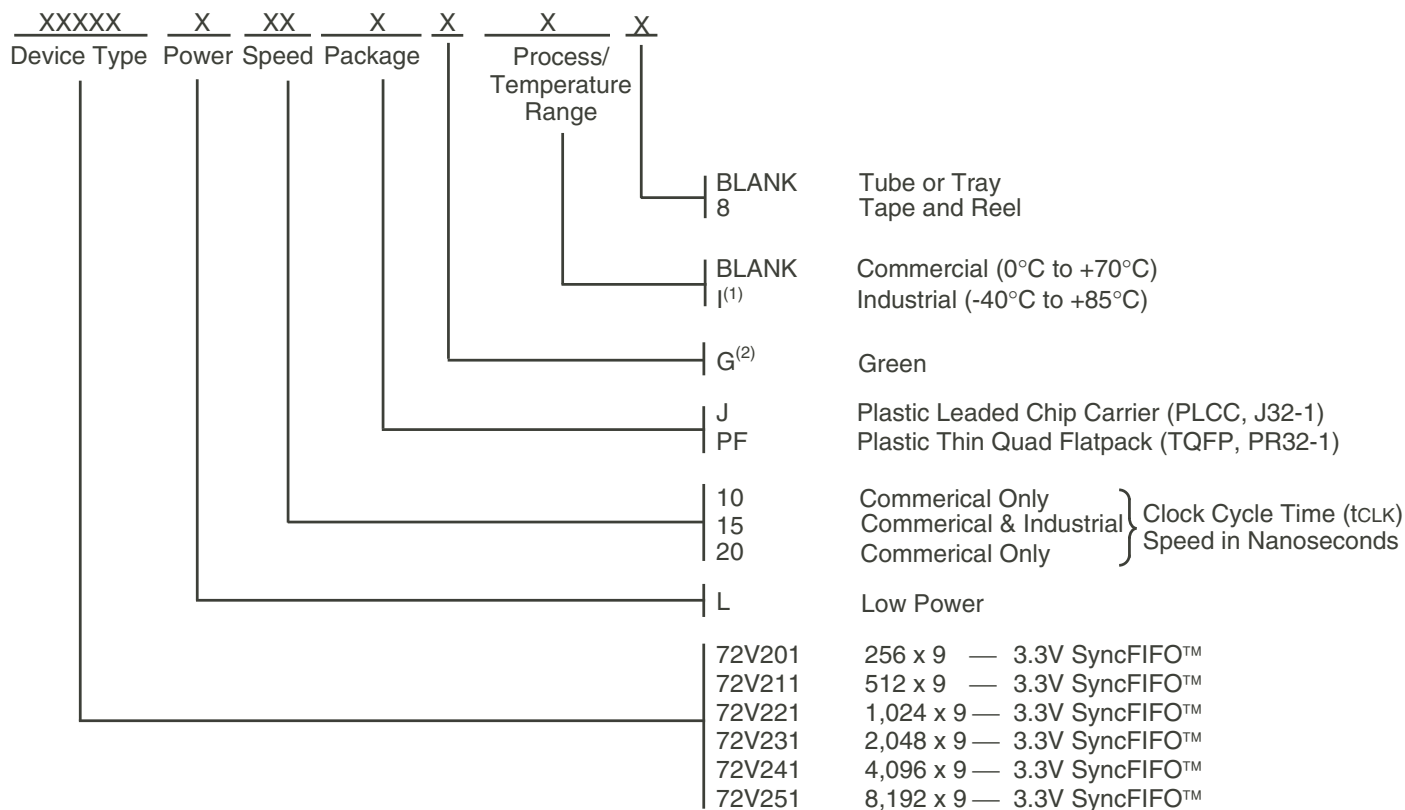 XXXXX X XX X X X X
Device Type Power Speed Package Process/
Temperature
Range
BLANK Tube or Tray
8 Tape and Reel
BLANK Commercial (0°C to +70°C)
I(1) Industrial (-40°C to +85°C)
G(2) Green
J Plastic Leaded Chip Carrier (PLCC, J32-1)
PF Plastic Thin Quad Flatpack (TQFP, PR32-1)
10 Commerical Only
15 Commerical & Industrial Clock Cycle Time (tCLK)
20 Commerical Only Speed in Nanoseconds
L Low Power
72V201 256 x 9 — 3.3V SyncFIFO™
72V211 512 x 9 — 3.3V SyncFIFO™
72V221 1,024 x 9 — 3.3V SyncFIFO™
72V231 2,048 x 9 — 3.3V SyncFIFO™
72V241 4,096 x 9 — 3.3V SyncFIFO™
72V251 8,192 x 9 — 3.3V SyncFIFO™